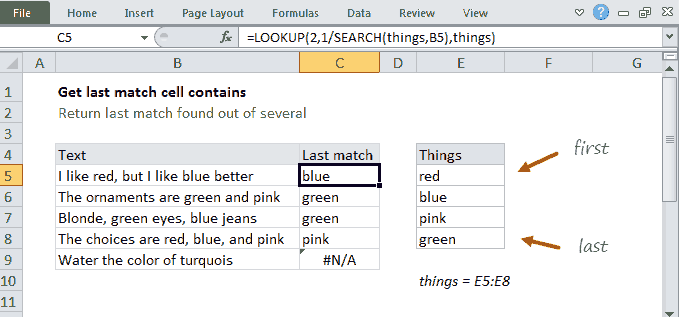 File Home Insert Page Layout Formulas Data Review View
C5 fx =LOOKUP(2,1/SEARCH(things,B5),things)
A B C D E F G
1 Get last match cell contains
2 Return last match found out of several
3
4 Text Last match Things
5 I like red, but I like blue better blue red
first
6 The ornaments are green and pink green blue
7 Blonde, green eyes, blue jeans green pink
8 The choices are red, blue, and pink pink green
last
9 Water the color of turquois #N/A
10 things = E5:E8
11